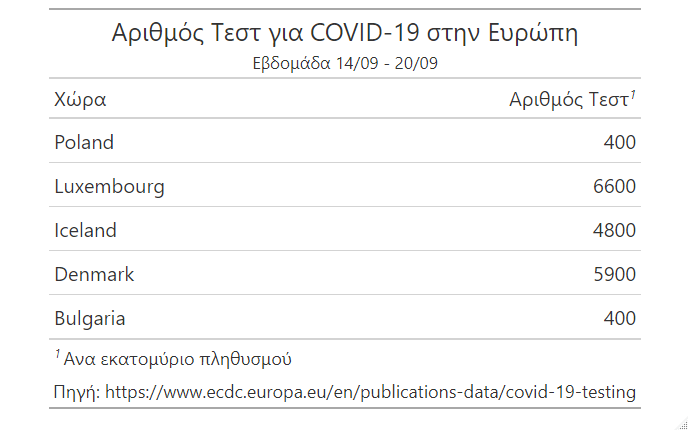 Αριθμός Τεστ για COVID-19 στην Ευρώπη
Εβδομάδα 14/09 - 20/09
Χώρα Αριθμός Τεστ1
Poland 400
Luxembourg 6600
Iceland 4800
Denmark 5900
Bulgaria 400
1 Ανα εκατομύριο πληθυσμού
Πηγή: https://www.ecdc.europa.eu/en/publications-data/covid-19-testing